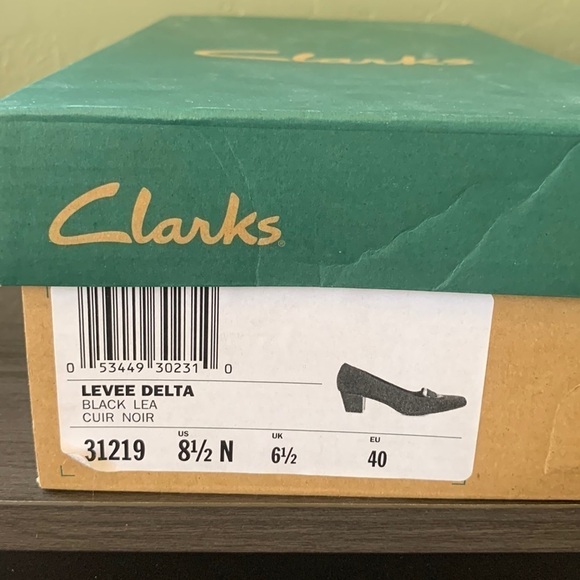 Clarks
Clarks
0 53449 30231 0
LEVEE DELTA
BLACK LEA
CUIR NOIR
US UK EU
31219 8½ N 6½ 40